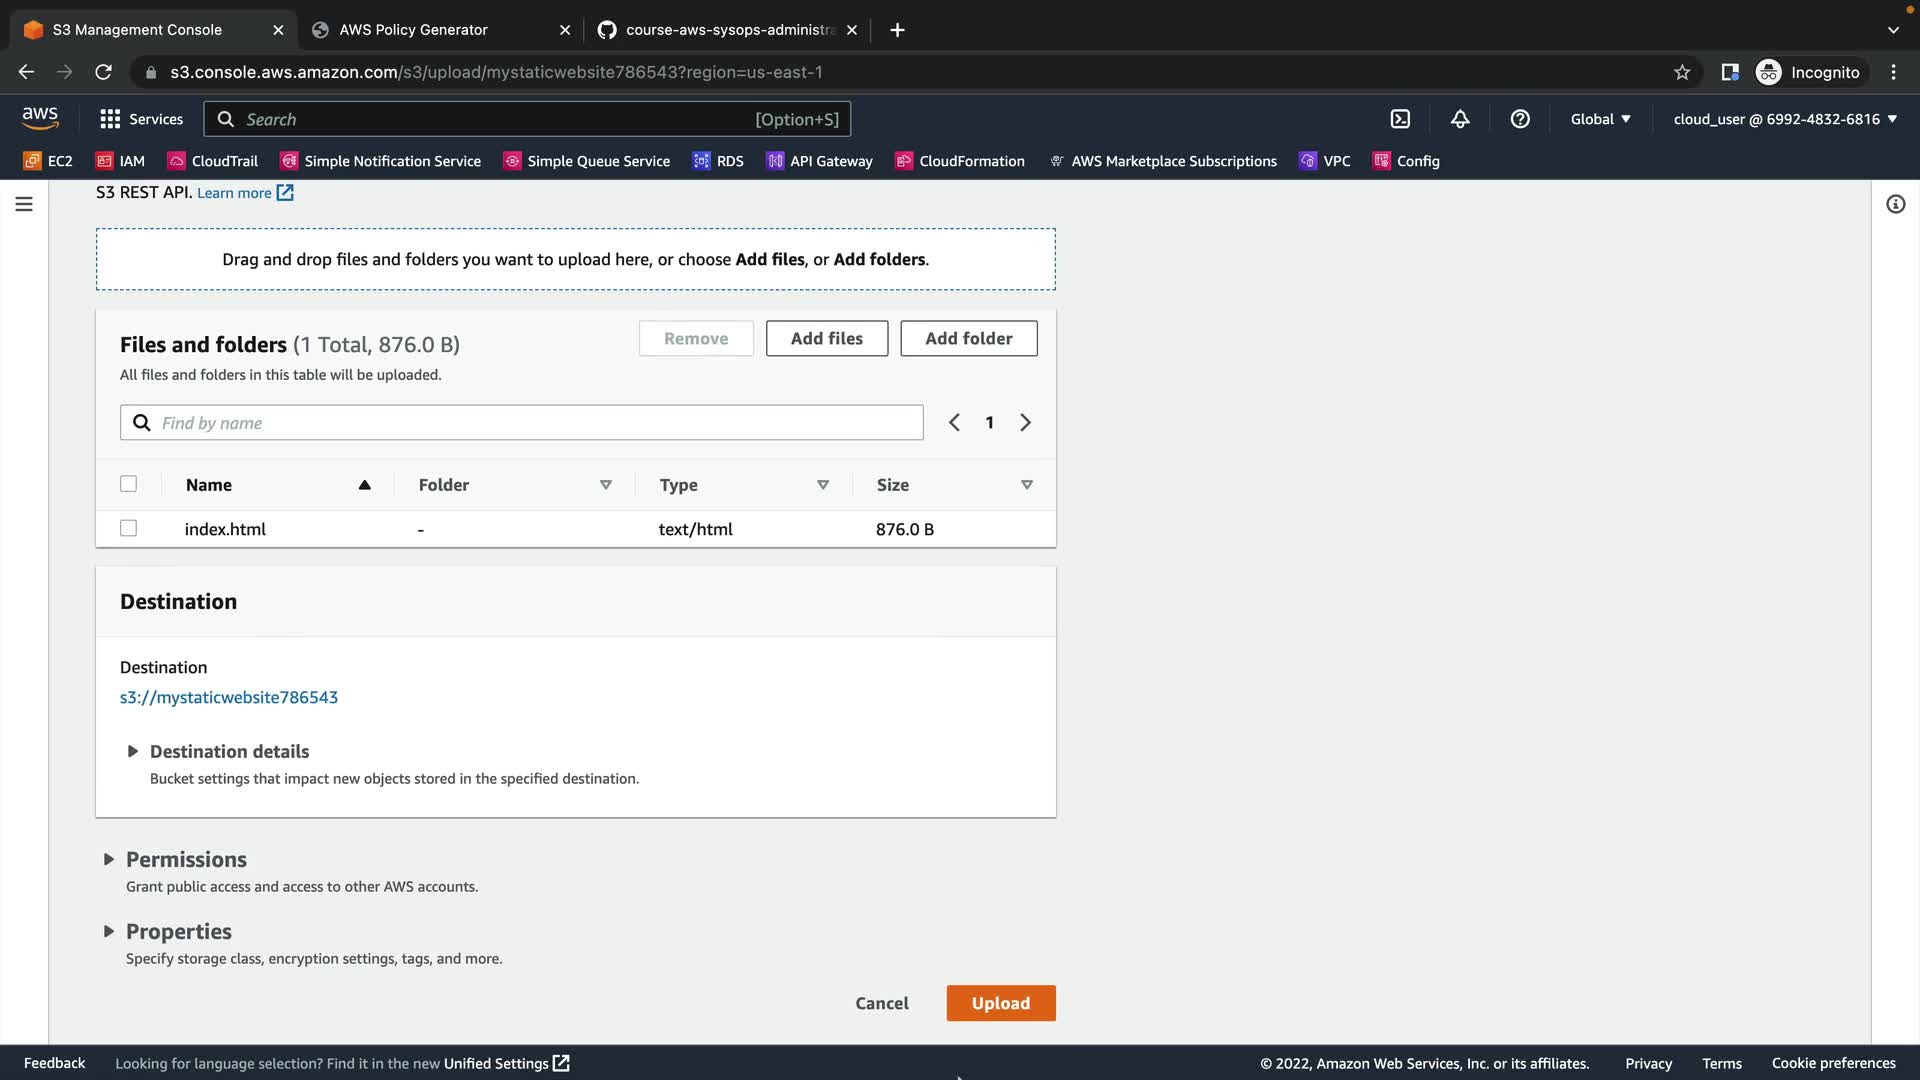 S3 Management Console
AWS Policy Generator
course-aws-sysops-administra
s3.console.aws.amazon.com/s3/upload/mystaticwebsite786543?region=us-east-1
Incognito
aws
Services
Search
[Option+S]
Global
cloud_user @ 6992-4832-6816
EC2
IAM
CloudTrail
Simple Notification Service
Simple Queue Service
RDS
API Gateway
CloudFormation
AWS Marketplace Subscriptions
VPC
Config
S3 REST API. Learn more
Drag and drop files and folders you want to upload here, or choose Add files, or Add folders.
Files and folders (1 Total, 876.0 B)
Remove
Add files
Add folder
All files and folders in this table will be uploaded.
Find by name
1
Name
Folder
Type
Size
index.html
-
text/html
876.0 B
Destination
Destination
s3://mystaticwebsite786543
Destination details
Bucket settings that impact new objects stored in the specified destination.
Permissions
Grant public access and access to other AWS accounts.
Properties
Specify storage class, encryption settings, tags, and more.
Cancel
Upload
Feedback
Looking for language selection? Find it in the new Unified Settings
© 2022, Amazon Web Services, Inc. or its affiliates.
Privacy
Terms
Cookie preferences